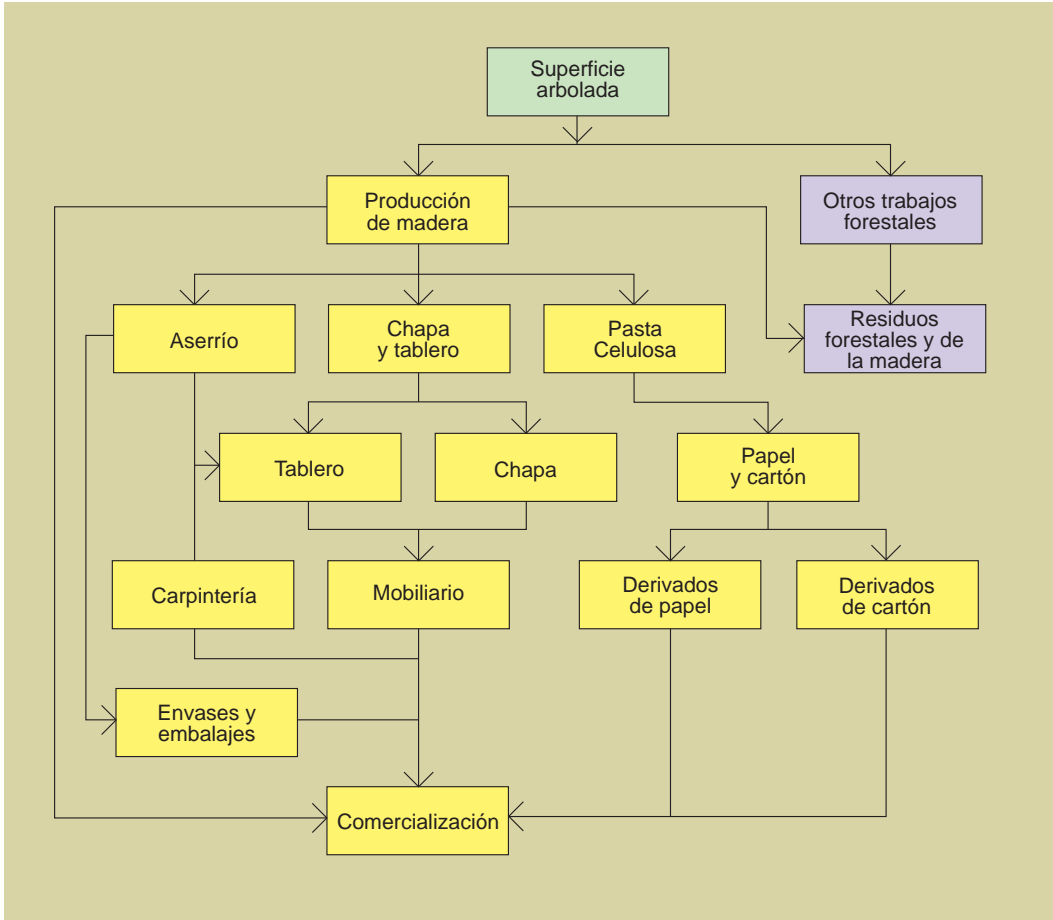 Superficie
arbolada
Producción
de madera
Otros trabajos
forestales
Aserrío
Chapa
y tablero
Pasta
Celulosa
Residuos
forestales y de
la madera
Tablero
Chapa
Papel
y cartón
Carpintería
Mobiliario
Derivados
de papel
Derivados
de cartón
Envases y
embalajes
Comercialización